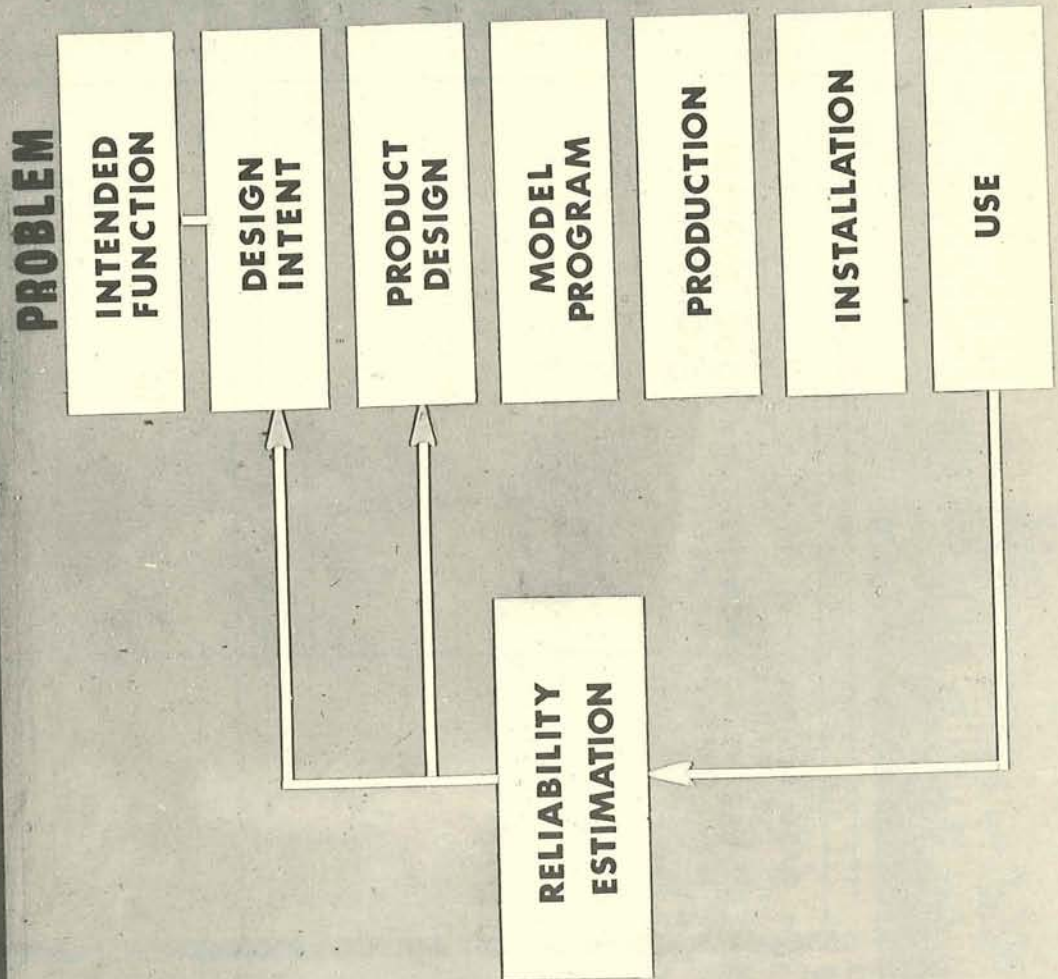 PROBLEM
INTENDED
FUNCTION
DESIGN
INTENT
PRODUCT
DESIGN
MODEL
PROGRAM
PRODUCTION
INSTALLATION
USE
RELIABILITY
ESTIMATION